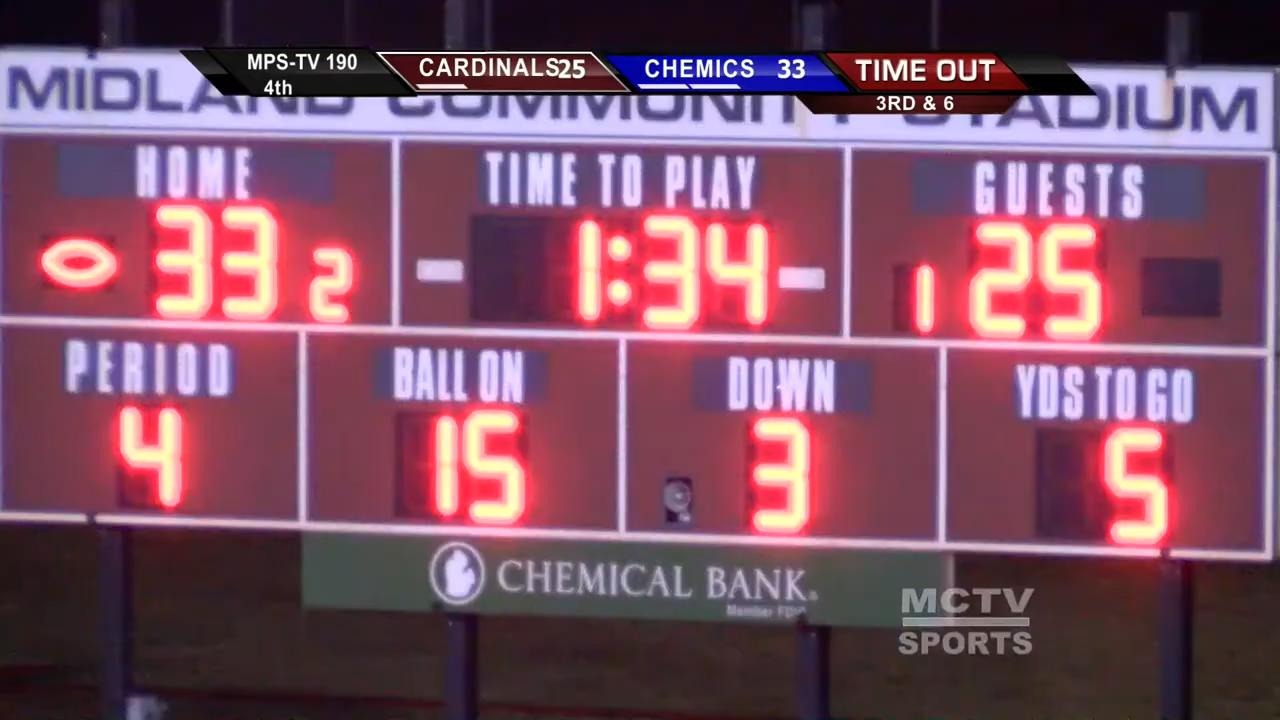 MPS-TV 190 CARDINALS 25 CHEMICS 33 TIME OUT
4th 3RD & 6
MIDLAND COMMUNITY STADIUM
HOME TIME TO PLAY GUESTS
33 2 1:34 1 25
PERIOD BALL ON DOWN YDS TO GO
4 15 3 5
CHEMICAL BANK
Member FDIC
MCTV
SPORTS